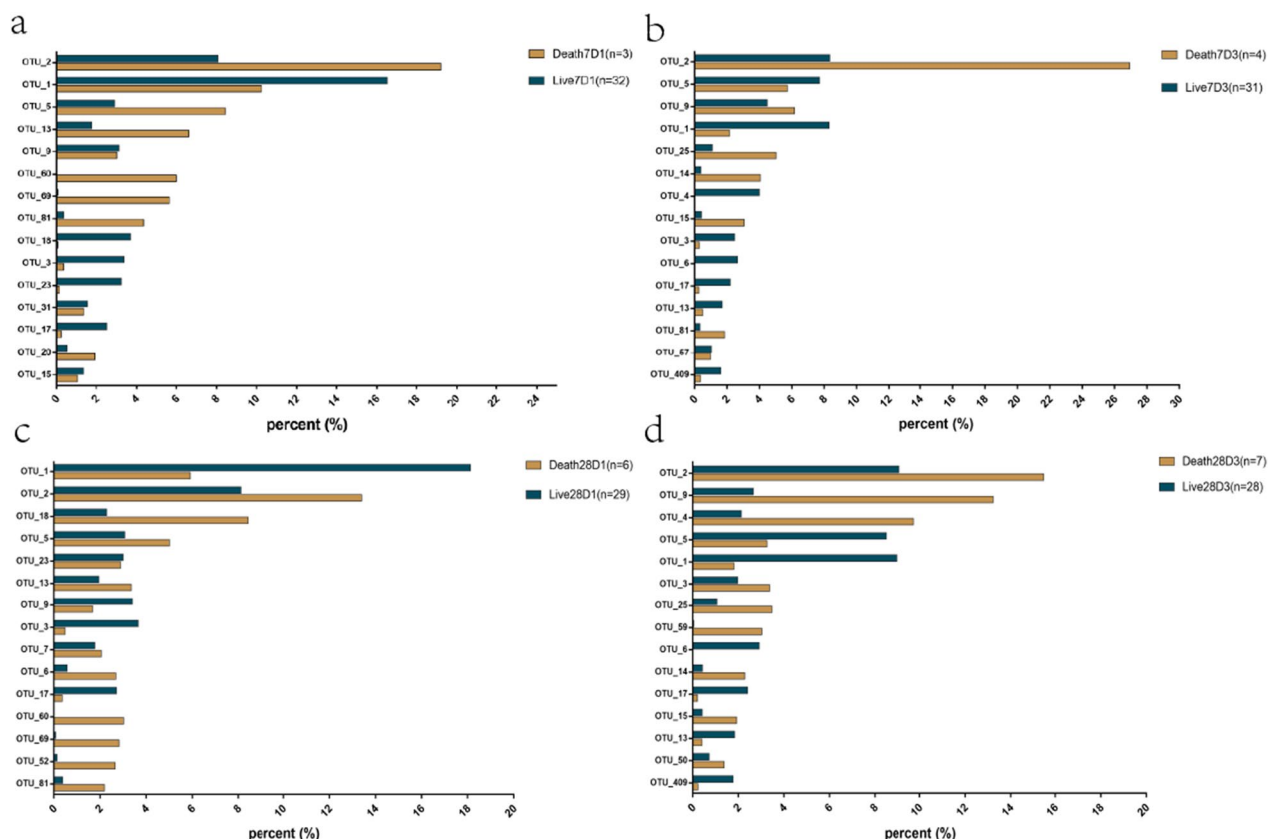 a
Death7D1(n=3)
Live7D1(n=32)
OTU_2
OTU_1
OTU_5
OTU_13
OTU_9
OTU_60
OTU_69
OTU_81
OTU_18
OTU_3
OTU_23
OTU_31
OTU_17
OTU_20
OTU_15
0 2 4 6 8 10 12 14 16 18 20 22 24
percent (%)
b
Death7D3(n=4)
Live7D3(n=31)
OTU_2
OTU_5
OTU_9
OTU_1
OTU_25
OTU_14
OTU_4
OTU_15
OTU_3
OTU_6
OTU_17
OTU_13
OTU_81
OTU_67
OTU_409
0 2 4 6 8 10 12 14 16 18 20 22 24 26 28 30
percent (%)
c
Death28D1(n=6)
Live28D1(n=29)
OTU_1
OTU_2
OTU_18
OTU_5
OTU_23
OTU_13
OTU_9
OTU_3
OTU_7
OTU_6
OTU_17
OTU_60
OTU_69
OTU_52
OTU_81
0 2 4 6 8 10 12 14 16 18 20
percent (%)
d
Death28D3(n=7)
Live28D3(n=28)
OTU_2
OTU_9
OTU_4
OTU_5
OTU_1
OTU_3
OTU_25
OTU_59
OTU_6
OTU_14
OTU_17
OTU_15
OTU_13
OTU_50
OTU_409
0 2 4 6 8 10 12 14 16 18 20
percent (%)